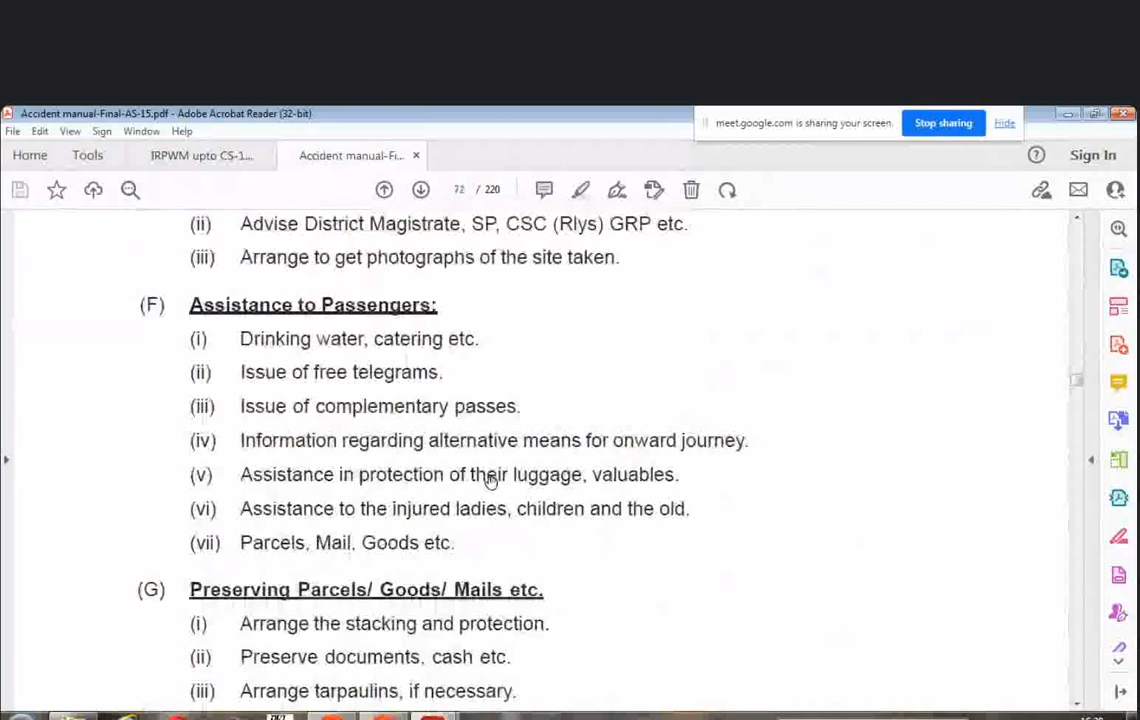 Accident manual-Final-AS-15.pdf - Adobe Acrobat Reader (32-bit)
meet.google.com is sharing your screen. Stop sharing Hide
File Edit View Sign Window Help
Home Tools IRPWM upto CS-1... Accident manual-Fi... × Sign In
72 / 220
(ii) Advise District Magistrate, SP, CSC (Rlys) GRP etc.
(iii) Arrange to get photographs of the site taken.
(F) Assistance to Passengers:
(i) Drinking water, catering etc.
(ii) Issue of free telegrams.
(iii) Issue of complementary passes.
(iv) Information regarding alternative means for onward journey.
(v) Assistance in protection of their luggage, valuables.
(vi) Assistance to the injured ladies, children and the old.
(vii) Parcels, Mail, Goods etc.
(G) Preserving Parcels/ Goods/ Mails etc.
(i) Arrange the stacking and protection.
(ii) Preserve documents, cash etc.
(iii) Arrange tarpaulins, if necessary.